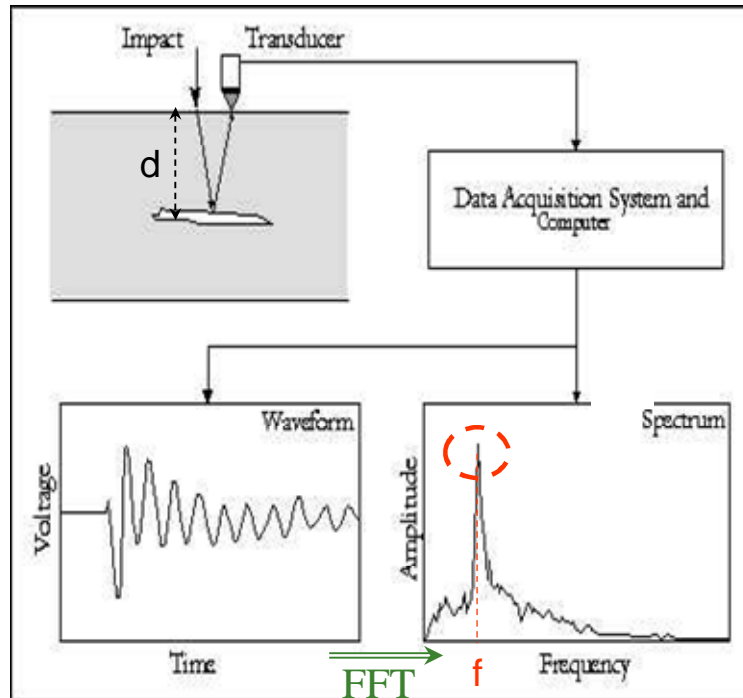 Impact Transducer
d
Data Acquisition System and
Computer
Waveform
Voltage
Time
Spectrum
Amplitude
Frequency
FFT
f